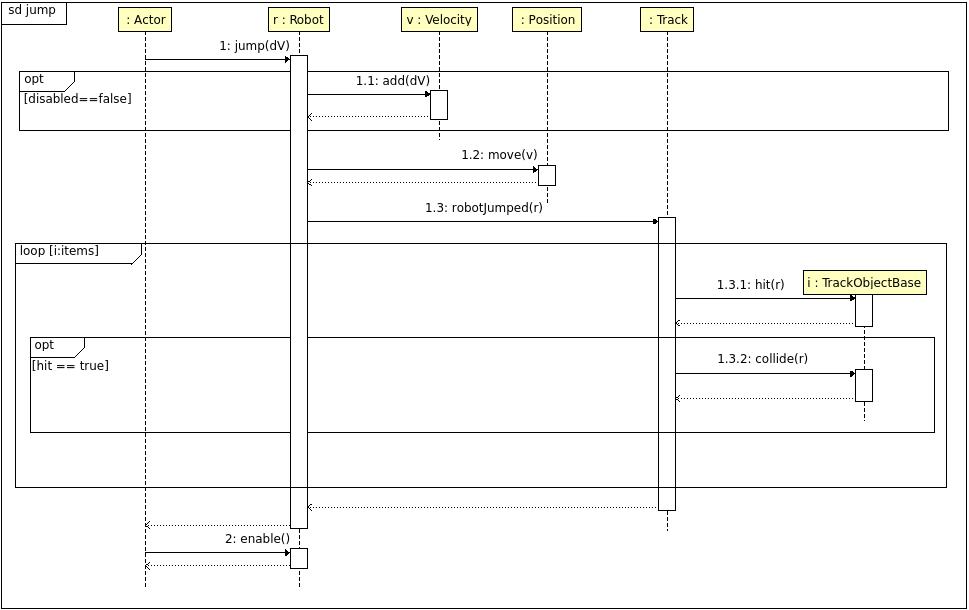 sd jump
: Actor
r : Robot
v : Velocity
: Position
: Track
1: jump(dV)
opt
1.1: add(dV)
[disabled==false]
1.2: move(v)
1.3: robotJumped(r)
loop [i:items]
i : TrackObjectBase
1.3.1: hit(r)
opt
[hit == true]
1.3.2: collide(r)
2: enable()